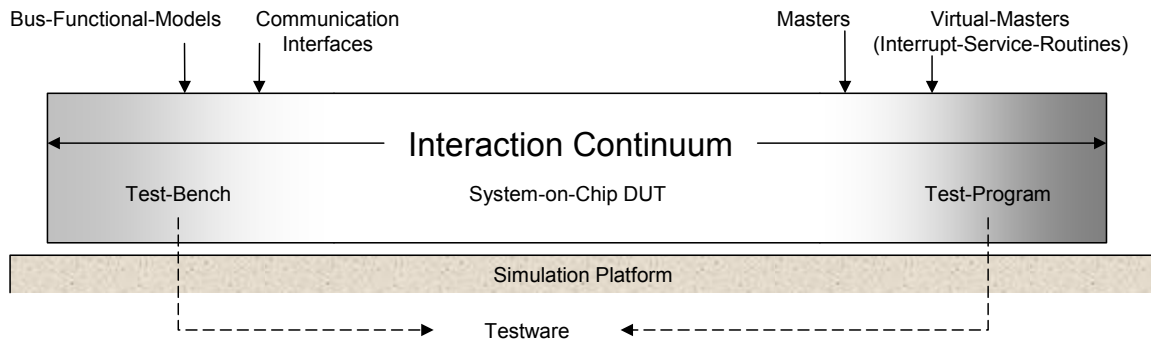 Bus-Functional-Models
Communication
Interfaces
Masters
Virtual-Masters
(Interrupt-Service-Routines)
Interaction Continuum
Test-Bench
System-on-Chip DUT
Test-Program
Simulation Platform
Testware